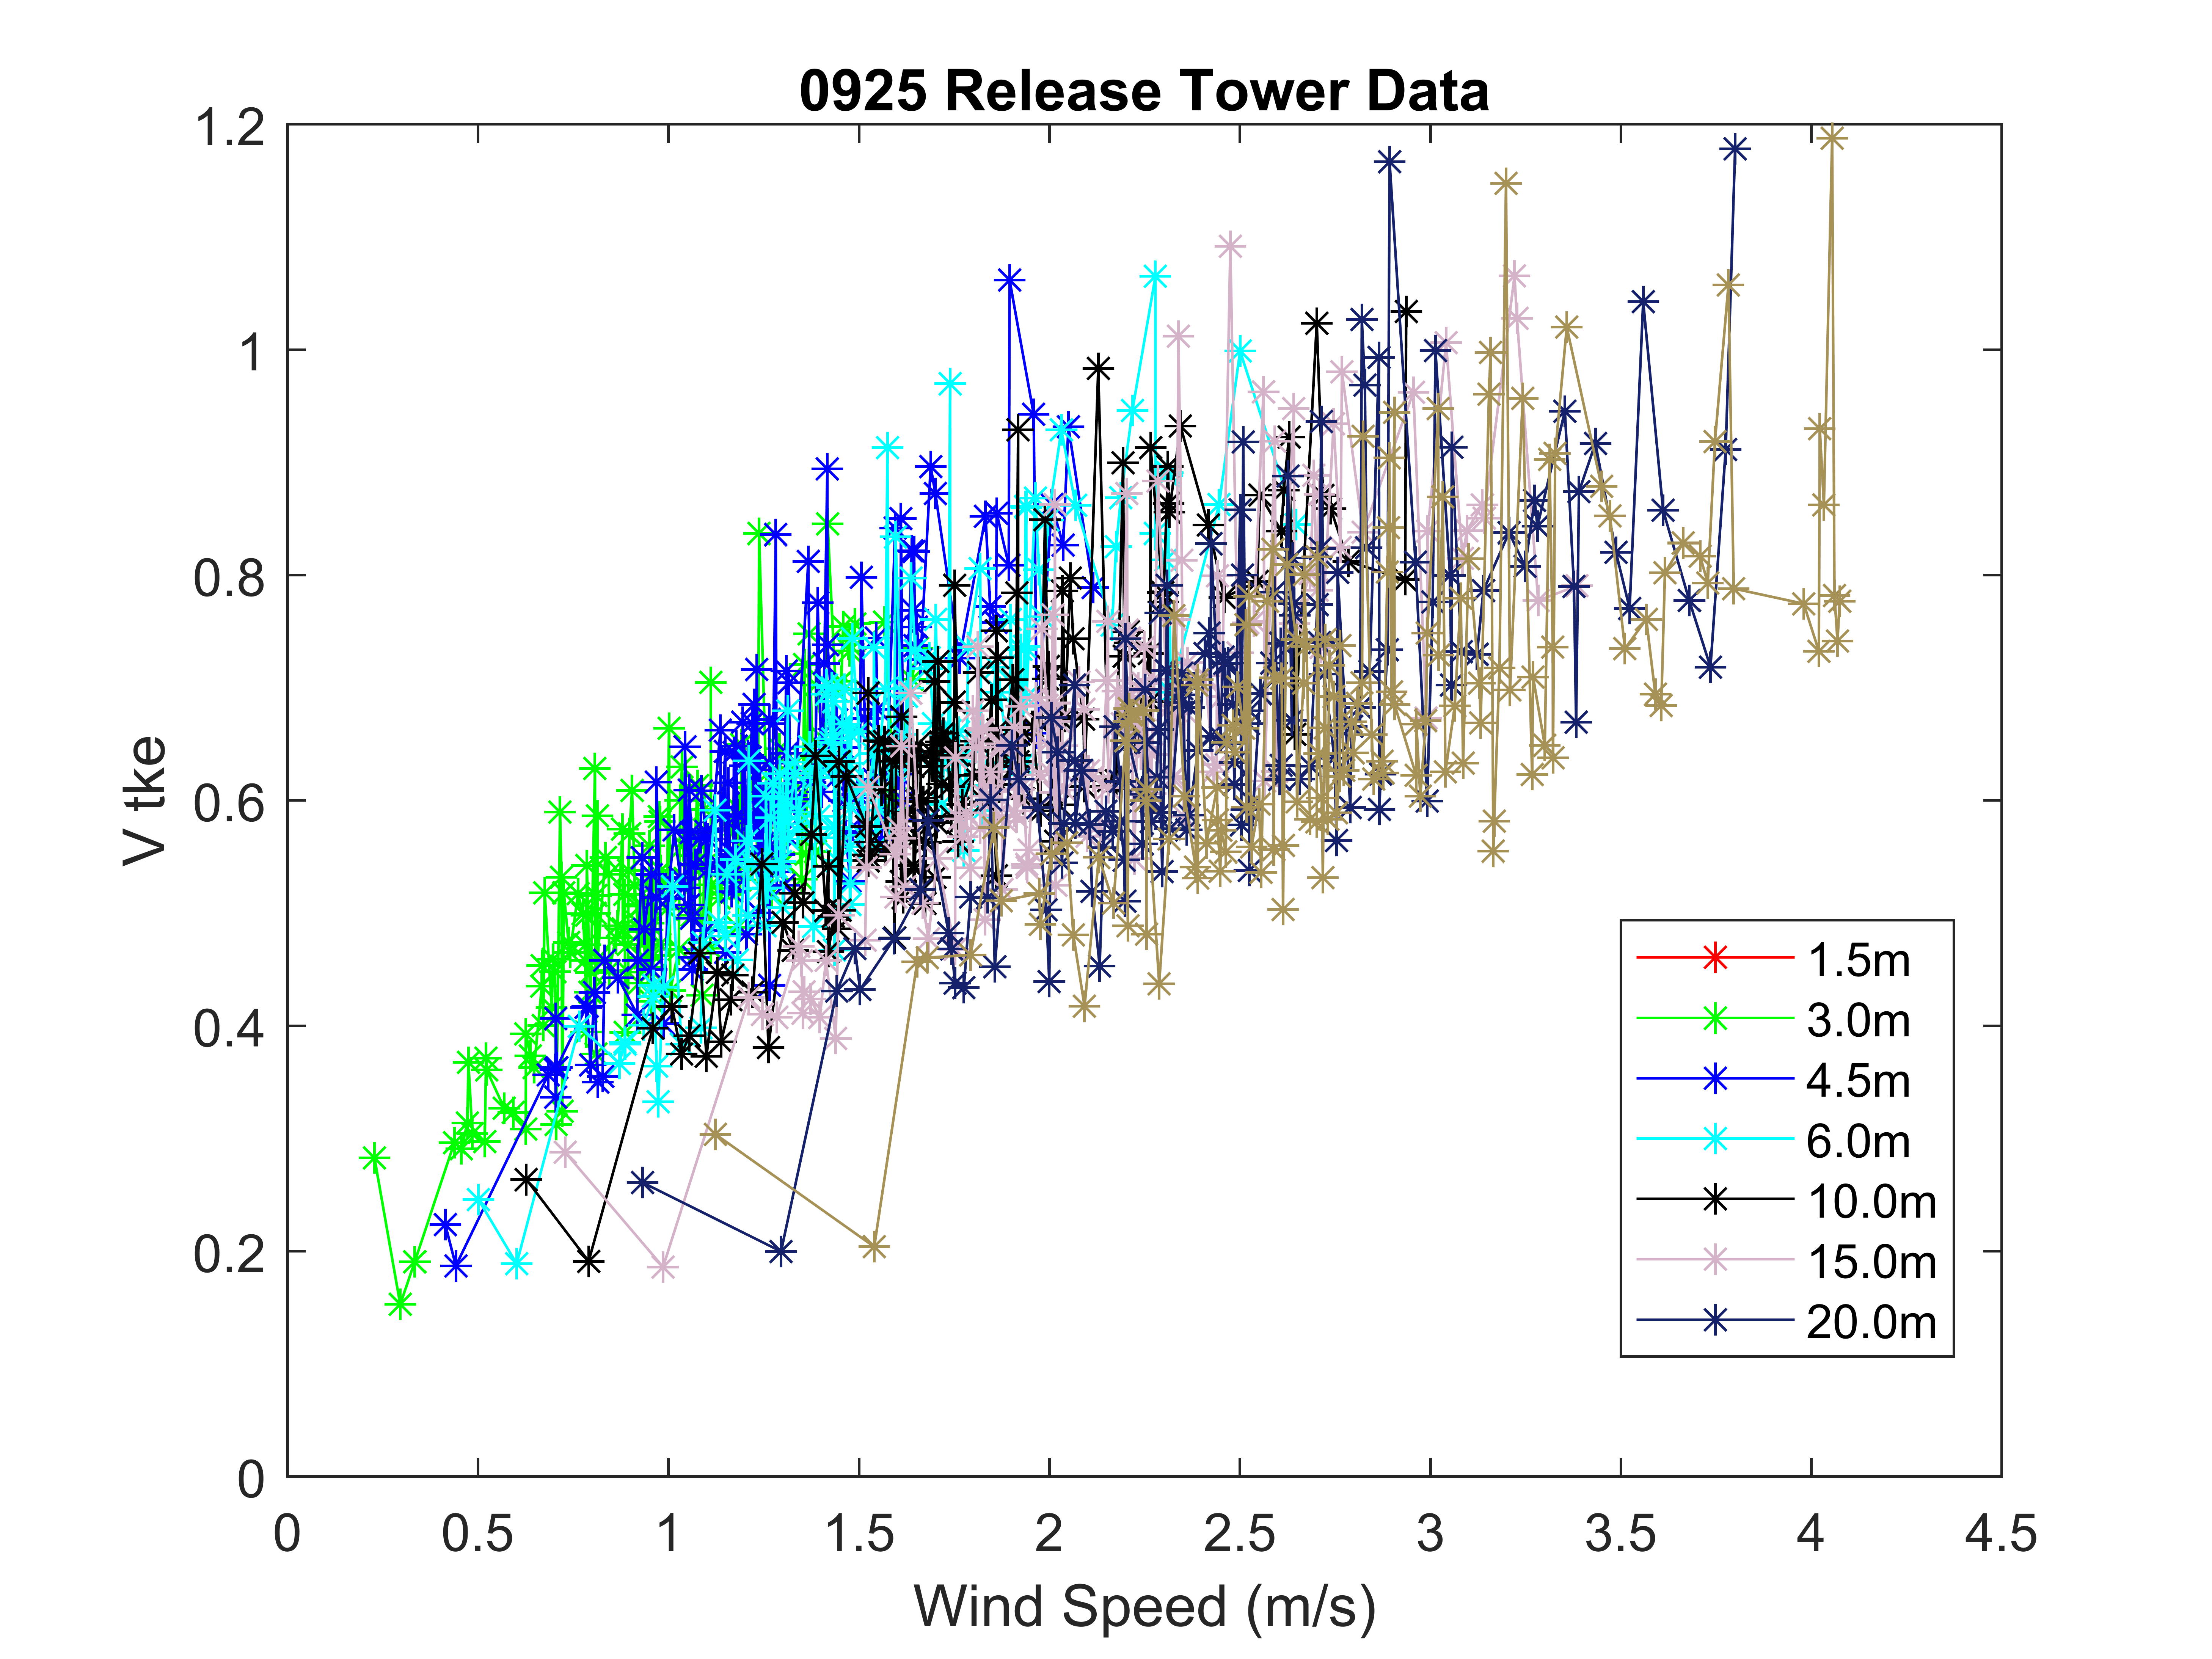 0925 Release Tower Data
1.2
1
0.8
0.6
0.4
0.2
0
V tke
1.5m
3.0m
4.5m
6.0m
10.0m
15.0m
20.0m
0 0.5 1 1.5 2 2.5 3 3.5 4 4.5
Wind Speed (m/s)